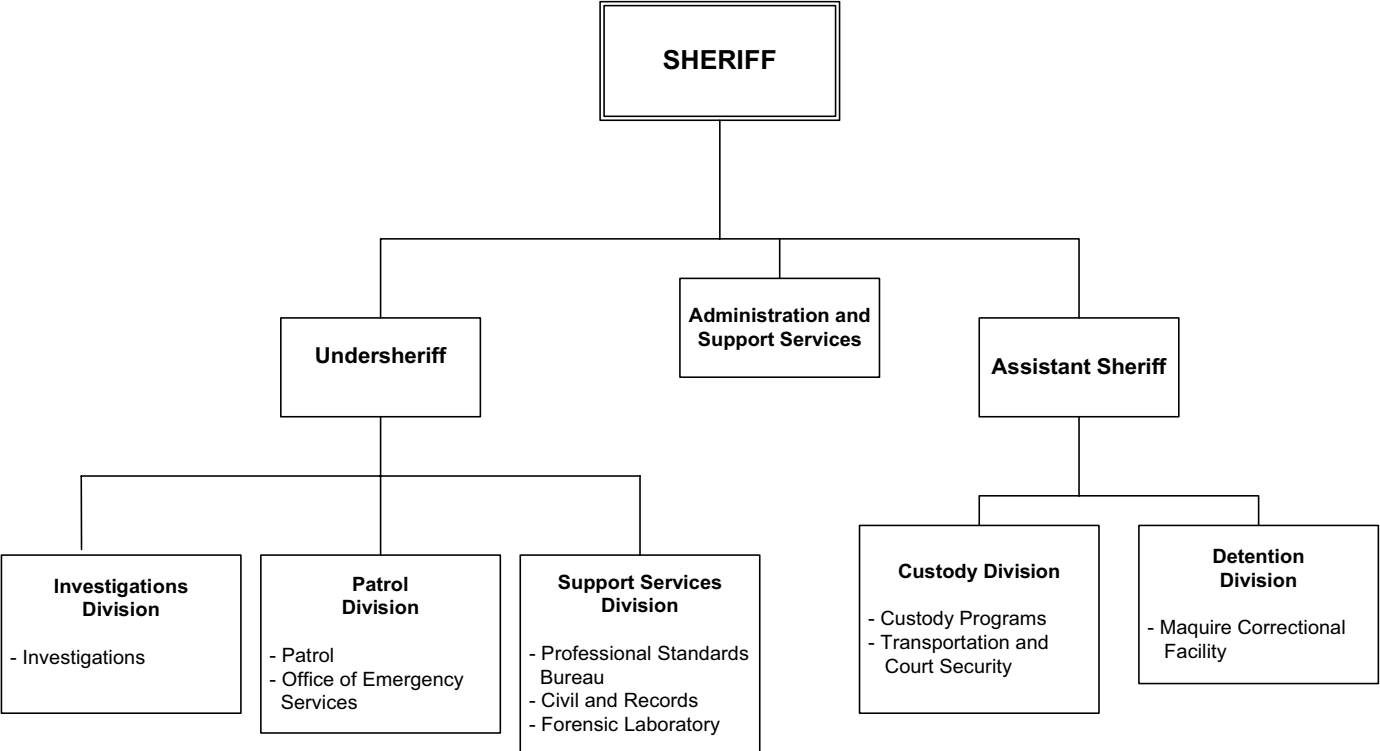 SHERIFF
Administration and
Support Services
Undersheriff
Assistant Sheriff
Investigations
Division
- Investigations
Patrol
Division
- Patrol
- Office of Emergency
Services
Support Services
Division
- Professional Standards
Bureau
- Civil and Records
- Forensic Laboratory
Custody Division
- Custody Programs
- Transportation and
Court Security
Detention
Division
- Maquire Correctional
Facility